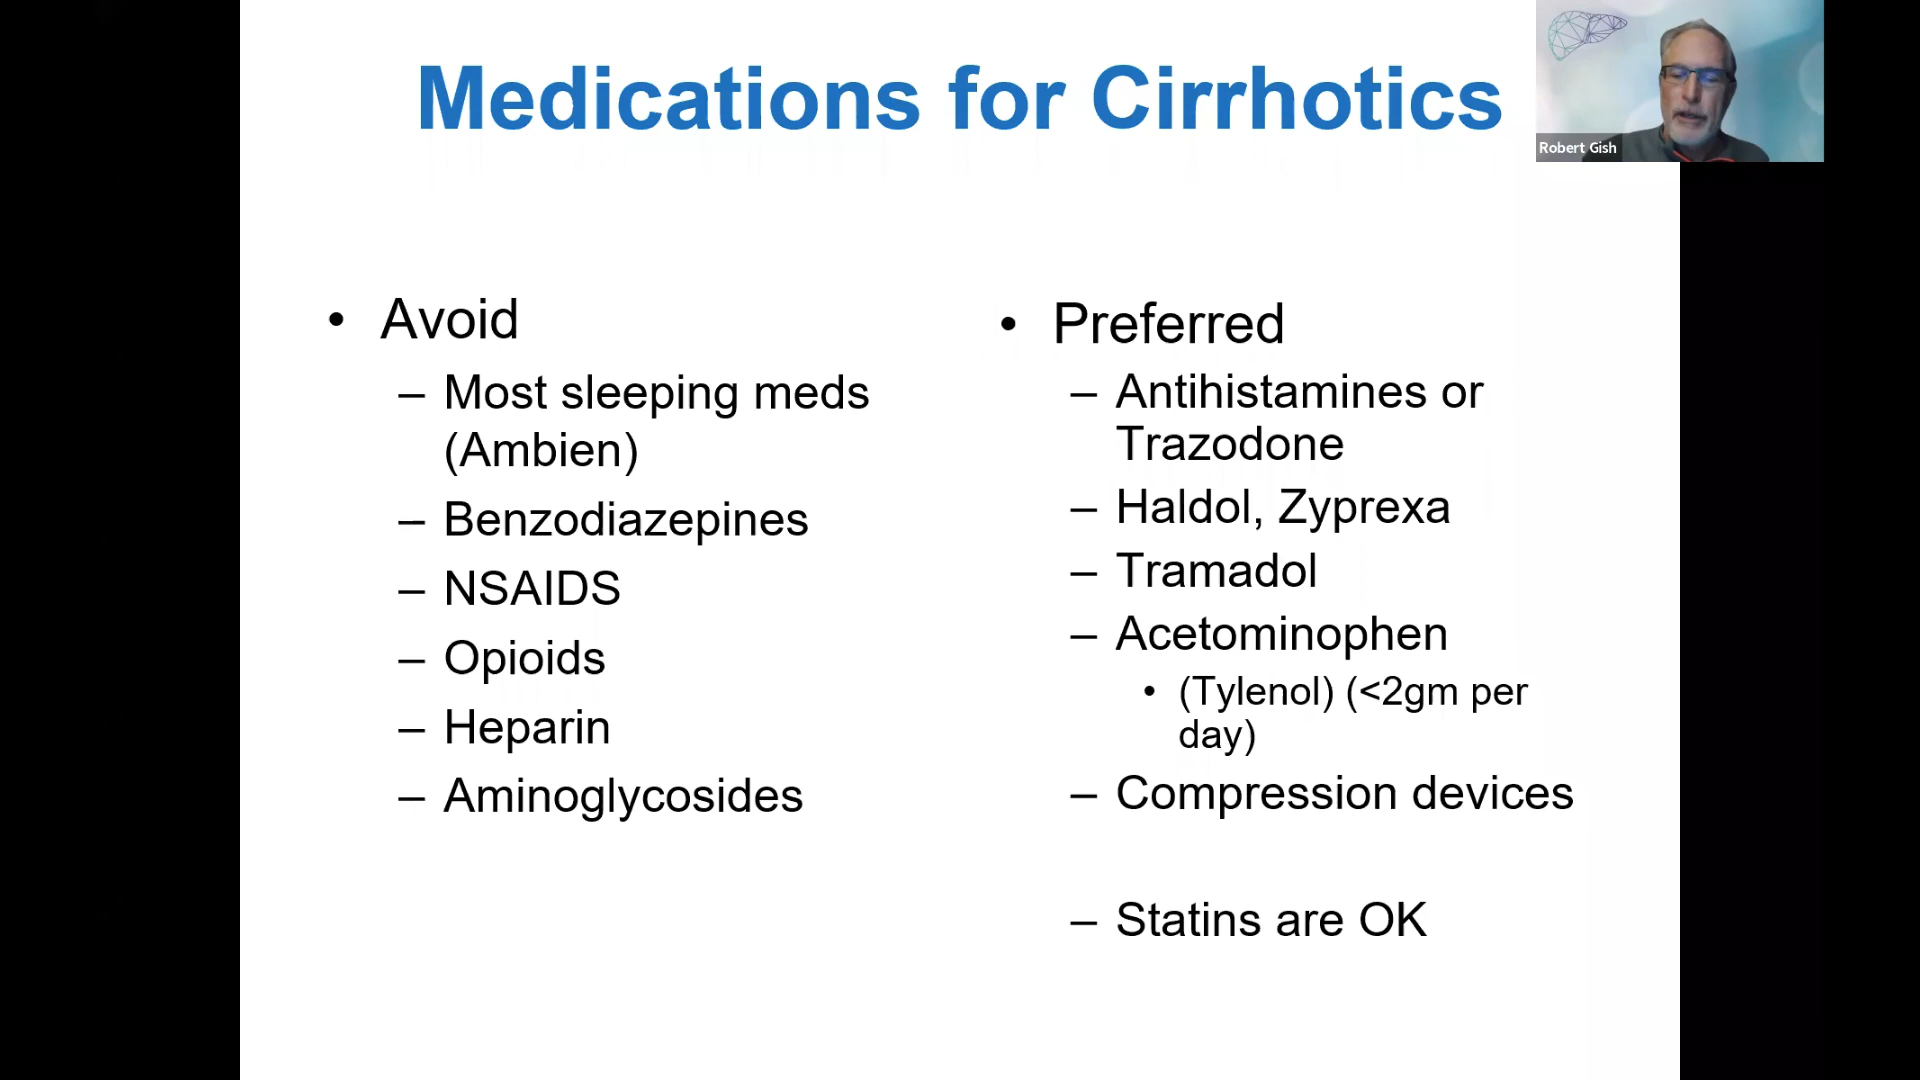 Medications for Cirrhotics
Robert Gish
• Avoid
– Most sleeping meds
(Ambien)
– Benzodiazepines
– NSAIDS
– Opioids
– Heparin
– Aminoglycosides
• Preferred
– Antihistamines or
Trazodone
– Haldol, Zyprexa
– Tramadol
– Acetominophen
• (Tylenol) (<2gm per
day)
– Compression devices
– Statins are OK